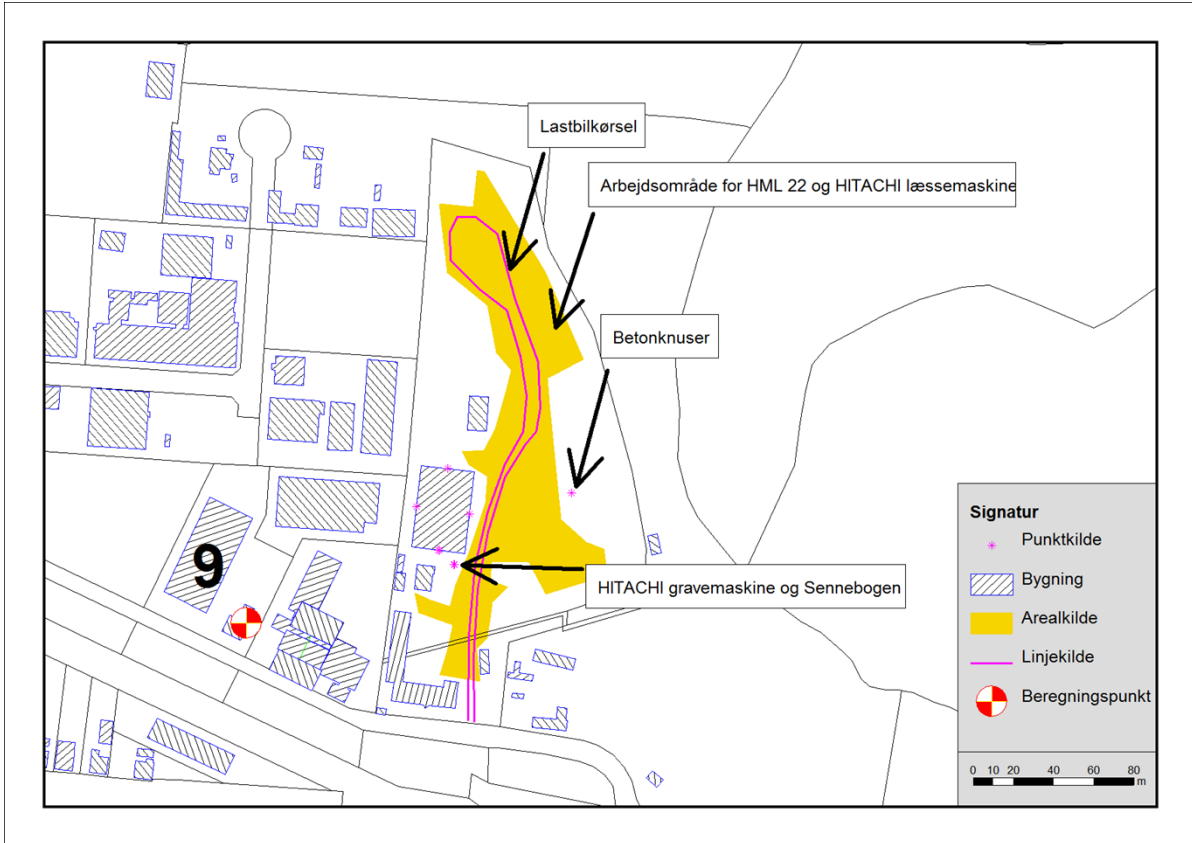 Lastbilkørsel
Arbejdsområde for HML 22 og HITACHI læssemaskine
Betonknuser
9
HITACHI gravemaskine og Sennebogen
Signatur
Punktkilde
Bygning
Arealkilde
Linjekilde
Beregningspunkt
0 10 20 40 60 80
m